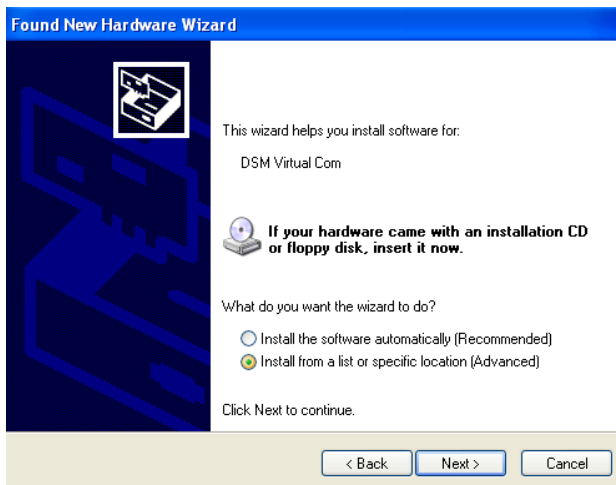 Found New Hardware Wizard
This wizard helps you install software for:
DSM Virtual Com
If your hardware came with an installation CD
or floppy disk, insert it now.
What do you want the wizard to do?
Install the software automatically (Recommended)
Install from a list or specific location (Advanced)
Click Next to continue.
< Back Next > Cancel